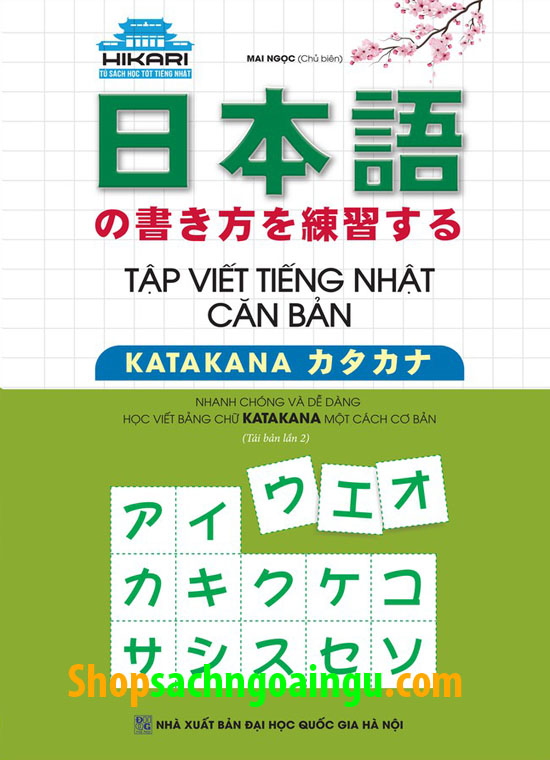 HIKARI
TỦ SÁCH HỌC TỐT TIẾNG NHẬT
MAI NGỌC (Chủ biên)
日本語
の書き方を練習する
TẬP VIẾT TIẾNG NHẬT
CĂN BẢN
KATAKANA カタカナ
NHANH CHÓNG VÀ DỄ DÀNG
HỌC VIẾT BẢNG CHỮ KATAKANA MỘT CÁCH CƠ BẢN
(Tái bản lần 2)
ア イ ウ エ オ
カ キ ク ケ コ
サ シ ス セ ソ
Shopsachngoaingu.com
NHÀ XUẤT BẢN ĐẠI HỌC QUỐC GIA HÀ NỘI